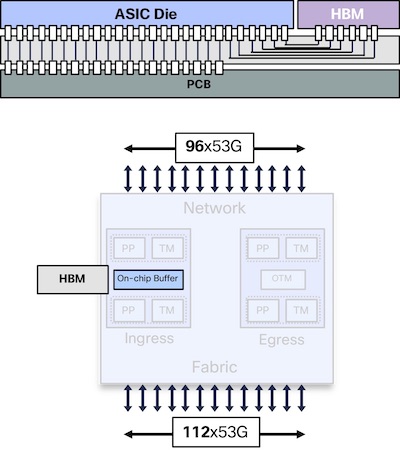 ASIC Die
HBM
PCB
96x53G
Network
PP TM
PP TM
HBM
On-chip Buffer
OTM
PP TM
PP TM
Ingress
Egress
Fabric
112x53G